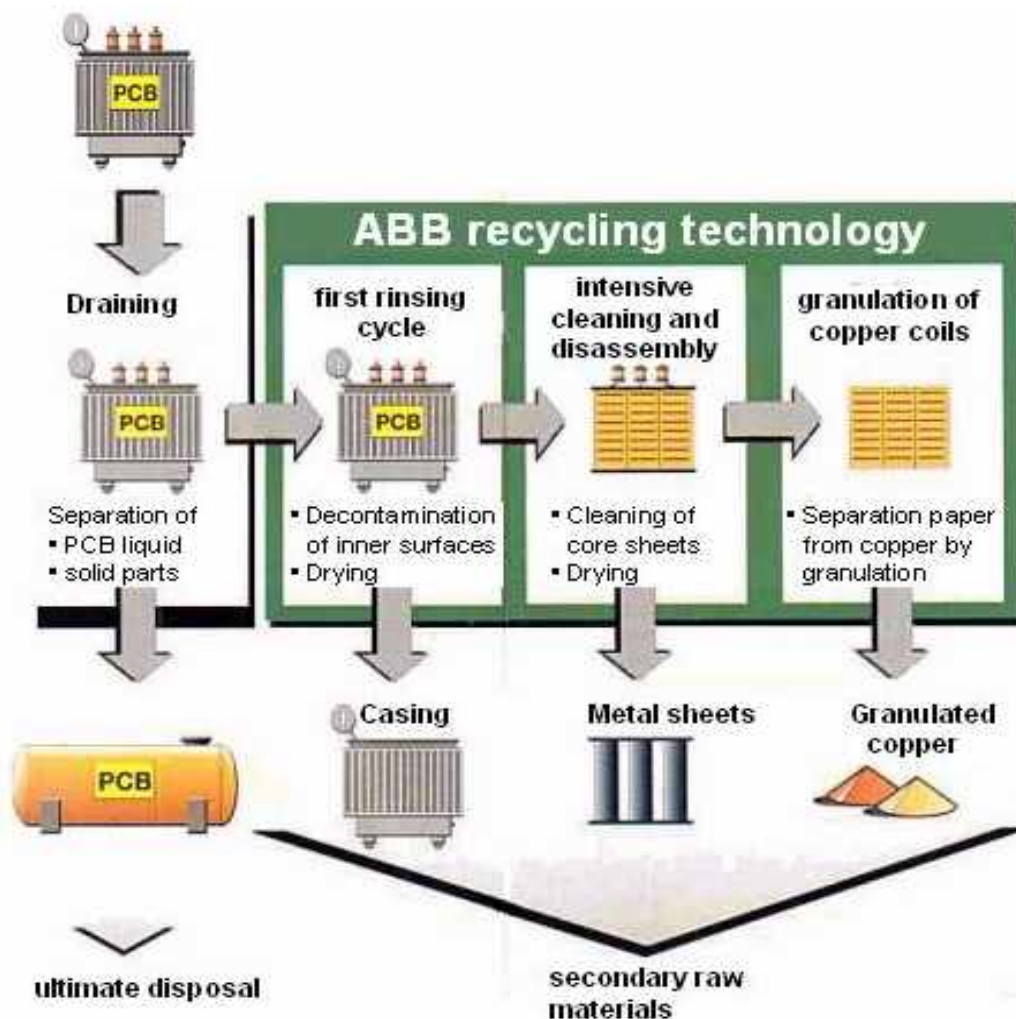 PCB
ABB recycling technology
Draining
PCB
Separation of
▪ PCB liquid
▪ solid parts
first rinsing
cycle
PCB
▪ Decontamination
of inner surfaces
▪ Drying
intensive
cleaning and
disassembly
▪ Cleaning of
core sheets
▪ Drying
granulation of
copper coils
▪ Separation paper
from copper by
granulation
PCB
Casing
Metal sheets
Granulated
copper
ultimate disposal
secondary raw
materials